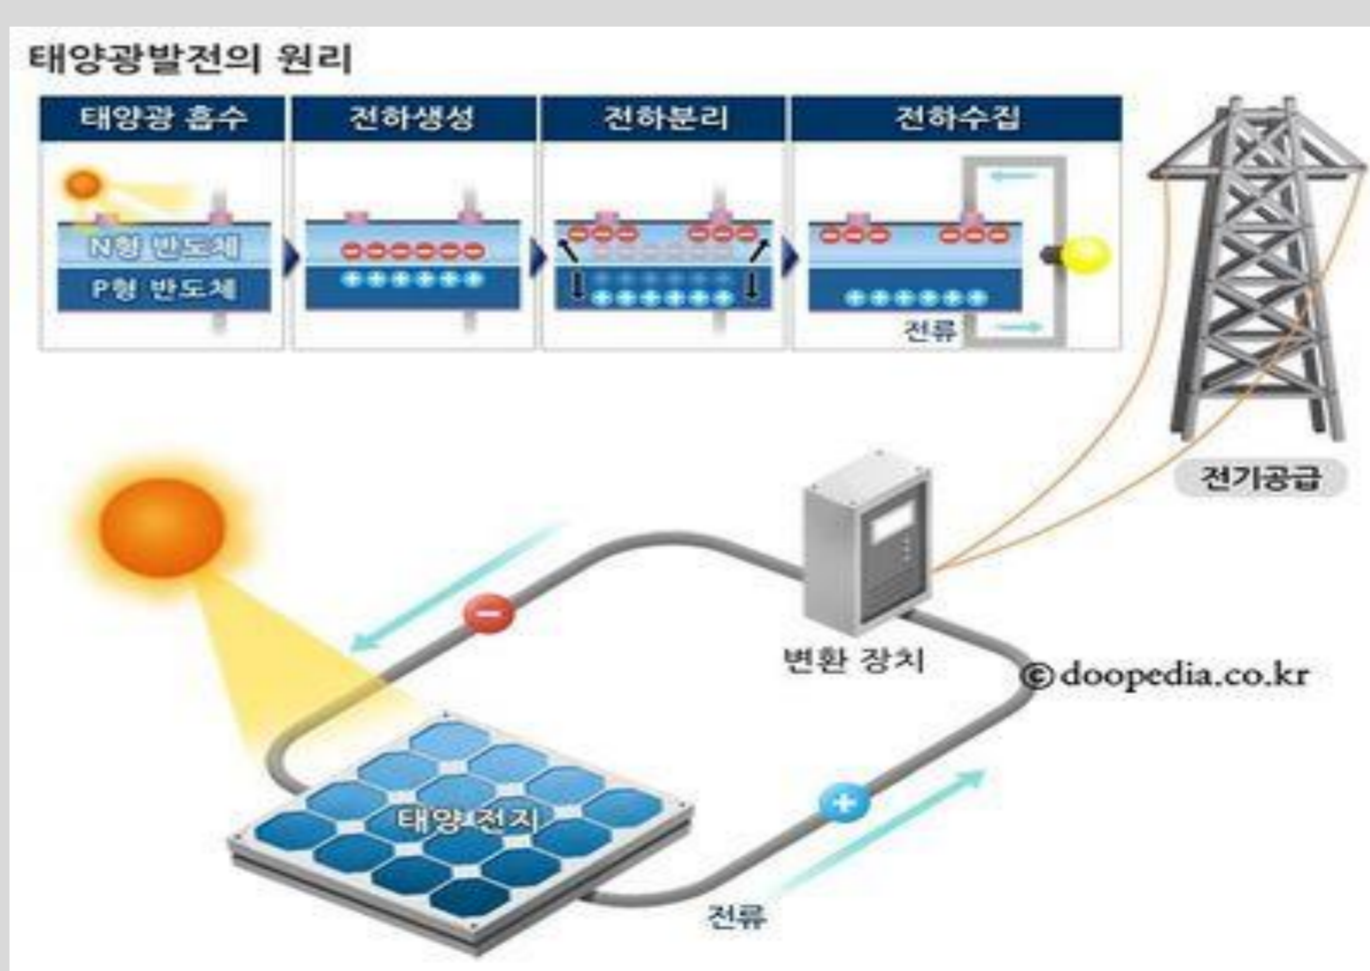 태양광발전의 원리
태양광 흡수
전하생성
전하분리
전하수집
N형 반도체
P형 반도체
전류
전기공급
변환 장치
© doopedia.co.kr
태양 전지
전류